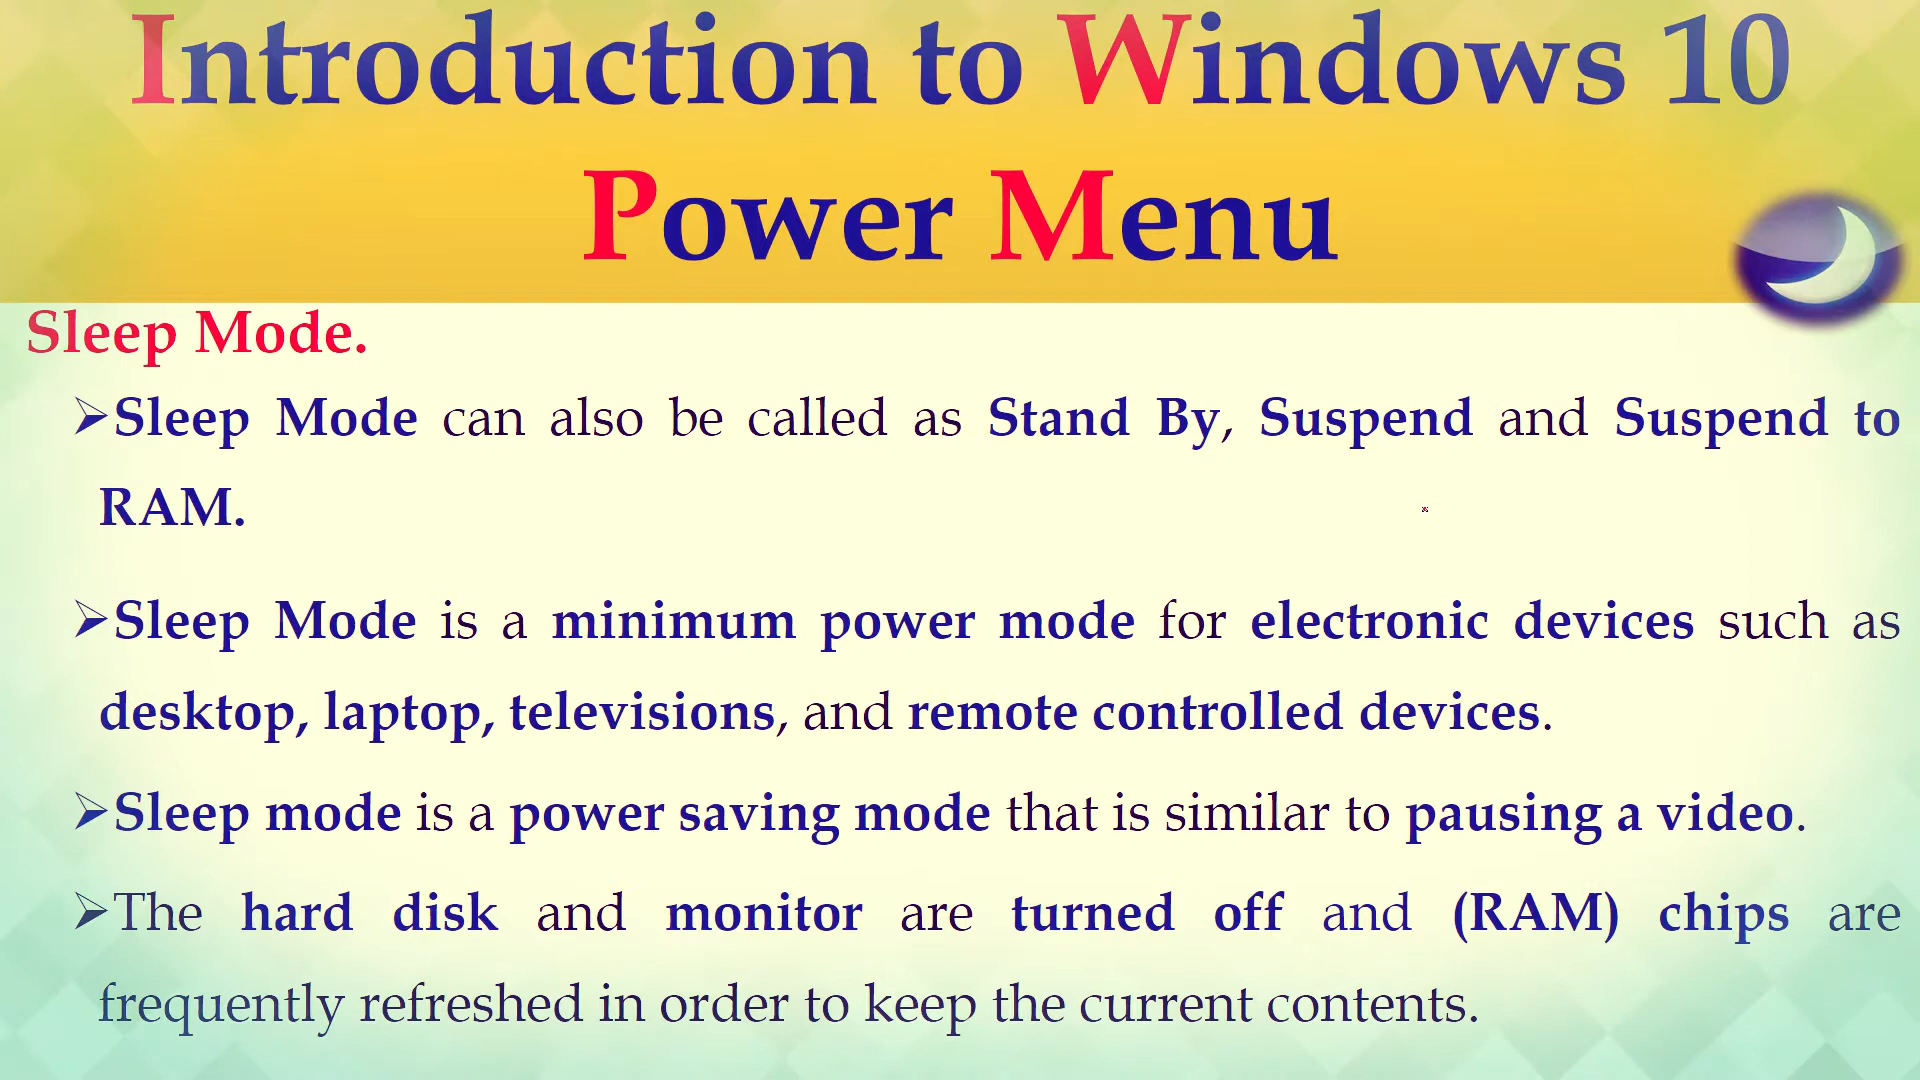 Introduction to Windows 10
Power Menu
Sleep Mode.
➢Sleep Mode can also be called as Stand By, Suspend and Suspend to
RAM.
➢Sleep Mode is a minimum power mode for electronic devices such as
desktop, laptop, televisions, and remote controlled devices.
➢Sleep mode is a power saving mode that is similar to pausing a video.
➢The hard disk and monitor are turned off and (RAM) chips are
frequently refreshed in order to keep the current contents.